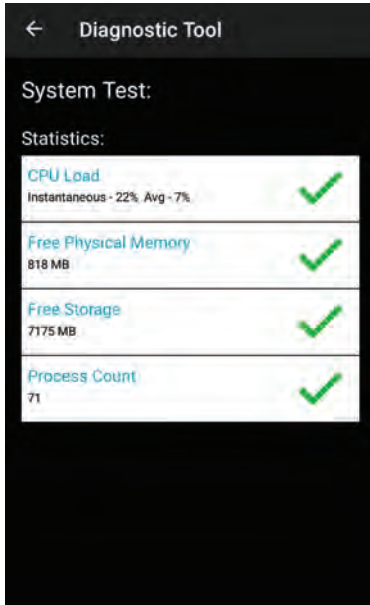 Diagnostic Tool
System Test:
Statistics:
CPU Load
Instantaneous - 22% Avg - 7%
Free Physical Memory
818 MB
Free Storage
7175 MB
Process Count
71